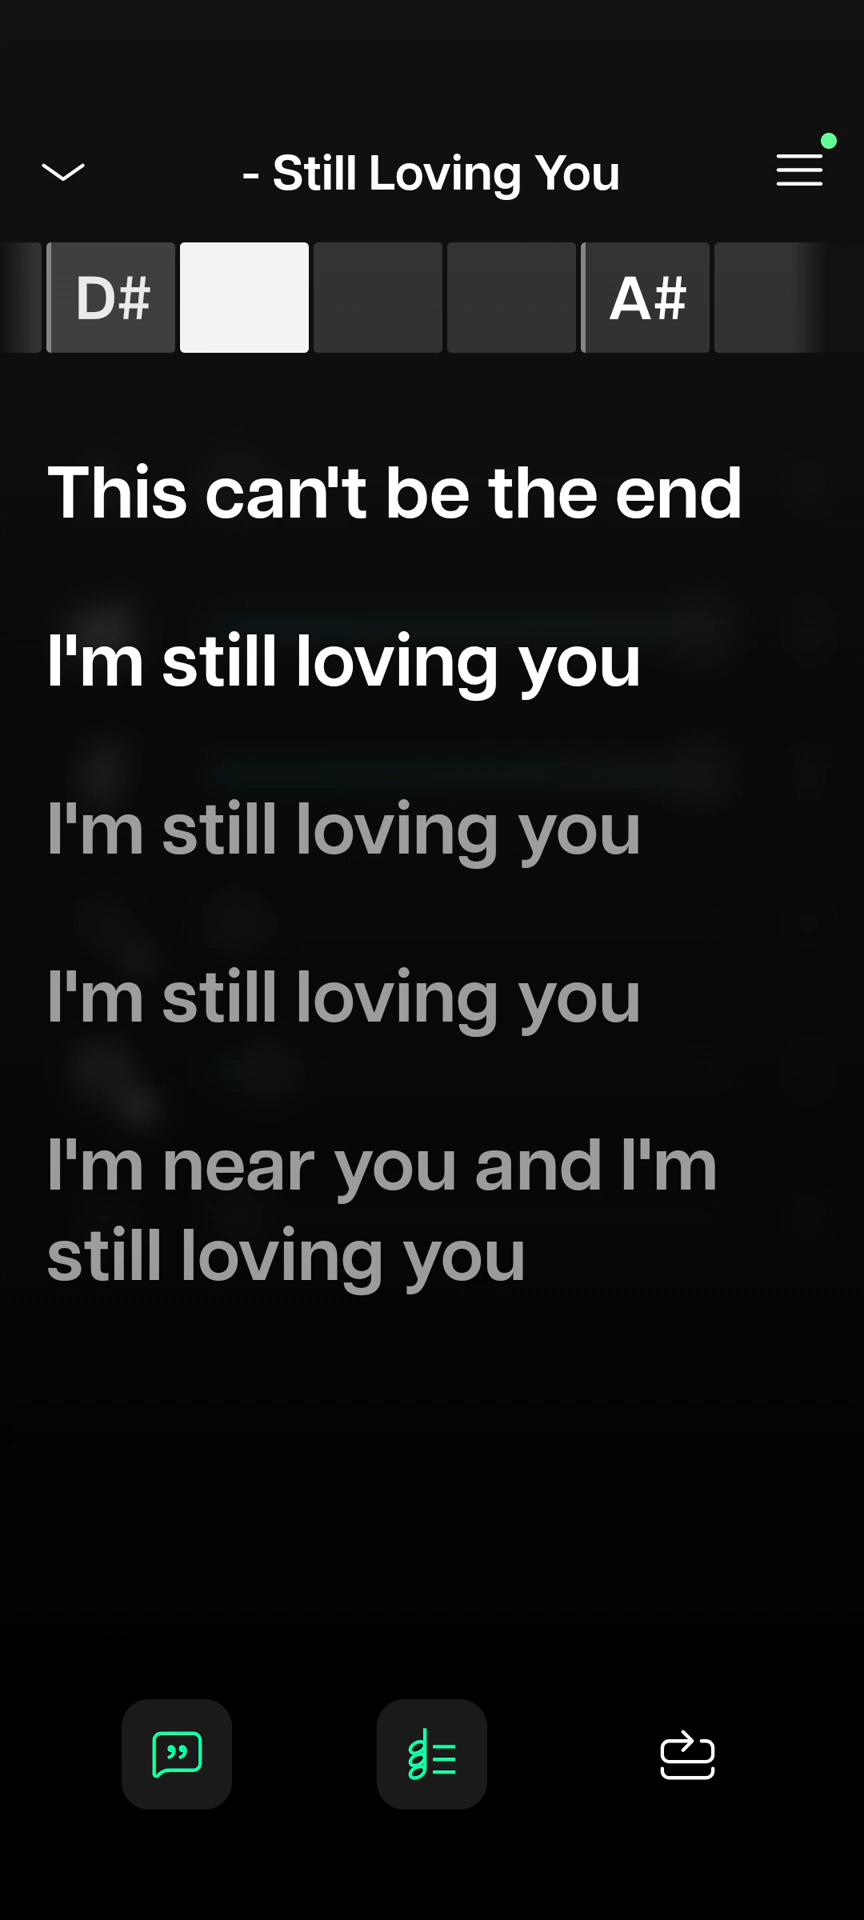 - Still Loving You
D# A#
This can't be the end
I'm still loving you
I'm still loving you
I'm still loving you
I'm near you and I'm
still loving you